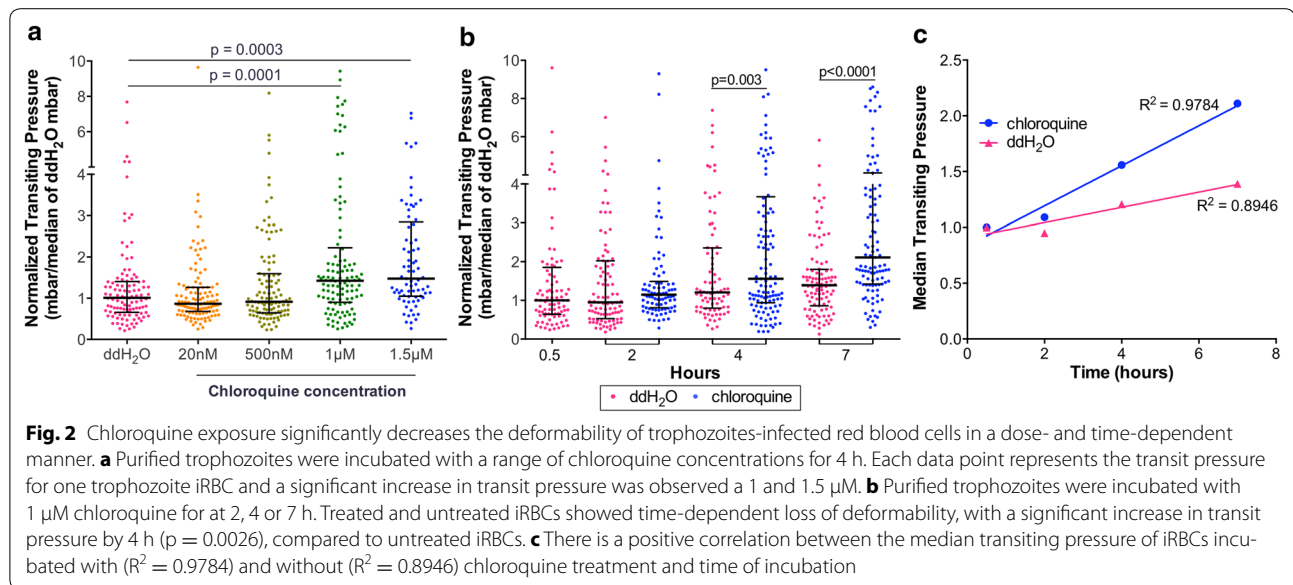 a
p = 0.0003
p = 0.0001
Normalized Transiting Pressure
(mbar/median of ddH₂O mbar)
10
8
6
4
4
3
2
1
0
ddH₂O 20nM 500nM 1μM 1.5μM
Chloroquine concentration
b
p=0.003
p<0.0001
Normalized Transiting Pressure
(mbar/median of ddH₂O mbar)
10
8
6
4
4
3
2
1
0
0.5 2 4 7
Hours
ddH₂O chloroquine
c
R² = 0.9784
chloroquine
ddH₂O
R² = 0.8946
Median Transiting Pressure
2.5
2.0
1.5
1.0
0.5
0.0
0 2 4 6 8
Time (hours)
Fig. 2 Chloroquine exposure significantly decreases the deformability of trophozoites-infected red blood cells in a dose- and time-dependent
manner. a Purified trophozoites were incubated with a range of chloroquine concentrations for 4 h. Each data point represents the transit pressure
for one trophozoite iRBC and a significant increase in transit pressure was observed a 1 and 1.5 μM. b Purified trophozoites were incubated with
1 μM chloroquine for at 2, 4 or 7 h. Treated and untreated iRBCs showed time-dependent loss of deformability, with a significant increase in transit
pressure by 4 h (p = 0.0026), compared to untreated iRBCs. c There is a positive correlation between the median transiting pressure of iRBCs incu-
bated with (R² = 0.9784) and without (R² = 0.8946) chloroquine treatment and time of incubation